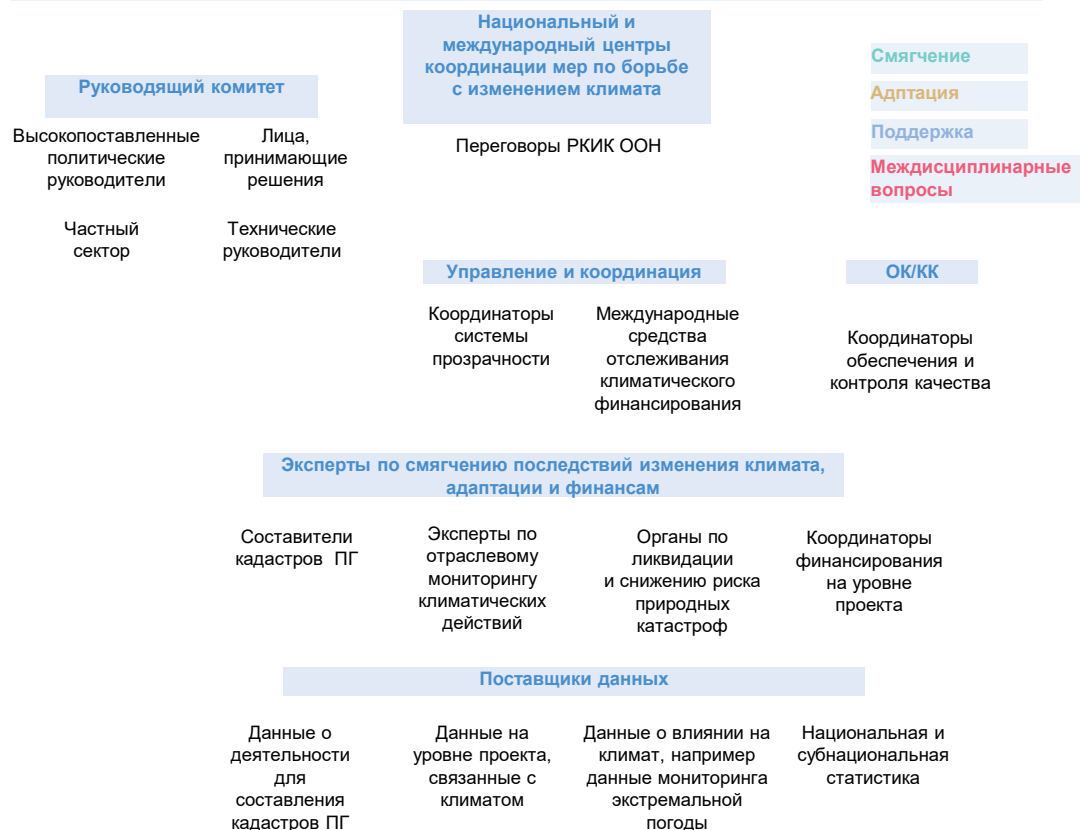 Национальный и
международный центры
координации мер по борьбе
с изменением климата
Переговоры РКИК ООН
Смягчение
Адптация
Поддержка
Междисциплинарные
вопросы
Руководящий комитет
Высокопоставленные
политические
руководители
Лица,
принимающие
решения
Частный
сектор
Технические
руководители
Управление и координация
Координаторы
системы
прозрачности
Международные
средства
отслеживания
климатического
финансирования
ОК/КК
Координаторы
обеспечения и
контроля качества
Эксперты по смягчению последствий изменения климата,
адаптации и финансам
Составители
кадастров ПГ
Эксперты по
отраслевому
мониторингу
климатических
действий
Органы по
ликвидации
и снижению риска
природных
катастроф
Координаторы
финансирования
на уровне
проекта
Поставщики данных
Данные о
деятельности
для
составления
кадастров ПГ
Данные на
уровне проекта,
связанные с
климатом
Данные о влиянии на
климат, например
данные мониторинга
экстремальной
погоды
Национальная и
субнациональная
статистика